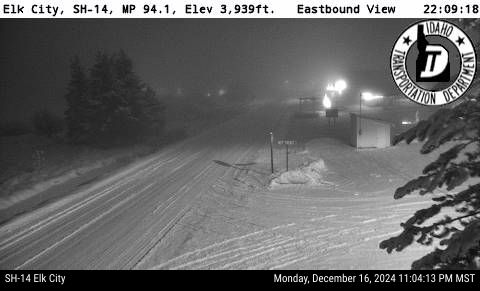 Elk City, SH-14, MP 94.1, Elev 3,939ft. Eastbound View 22:09:18
IDAHO
TRANSPORTATION DEPARTMENT
SH-14 Elk City Monday, December 16, 2024 11:04:13 PM MST